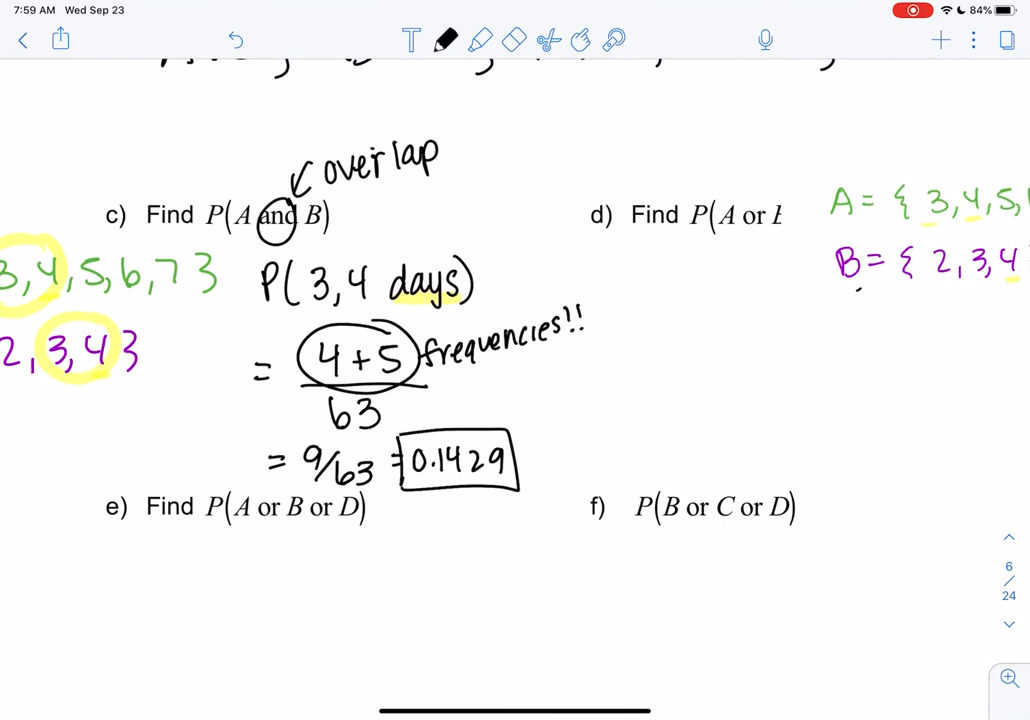 7:59 AM Wed Sep 23
84%
T
overlap
c) Find P(A and B)
d) Find P(A or
A = { 3, 4, 5,
3, 4, 5, 6, 7 }
P( 3, 4 days)
B = { 2, 3, 4
2, 3, 4 }
= 4 + 5 frequencies!!
63
= 9/63 = 0.1429
e) Find P(A or B or D)
f) P(B or C or D)
6
/
24